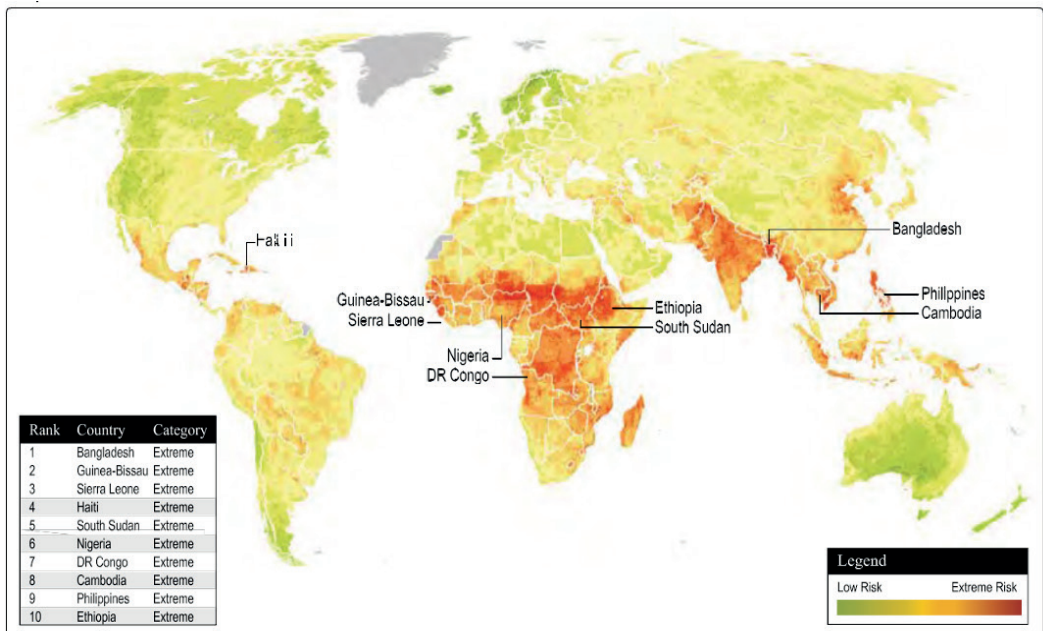 Bangladesh
Guinea-Bissau
Sierra Leone
Ethiopia
South Sudan
Philippines
Cambodia
Nigeria
DR Congo
Rank Country Category
1 Bangladesh Extreme
2 Guinea-Bissau Extreme
3 Sierra Leone Extreme
4 Haiti Extreme
5 South Sudan Extreme
6 Nigeria Extreme
7 DR Congo Extreme
8 Cambodia Extreme
9 Philippines Extreme
10 Ethiopia Extreme
Legend
Low Risk Extreme Risk